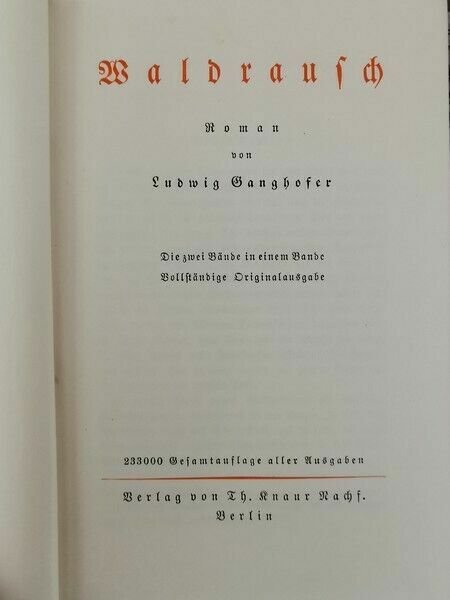 Waldrausch
Roman
von
Ludwig Ganghofer
Die zwei Bände in einem Bande
Vollständige Originalausgabe
233000 Gesamtauflage aller Ausgaben
Verlag von Th. Knaur Nachf.
Berlin